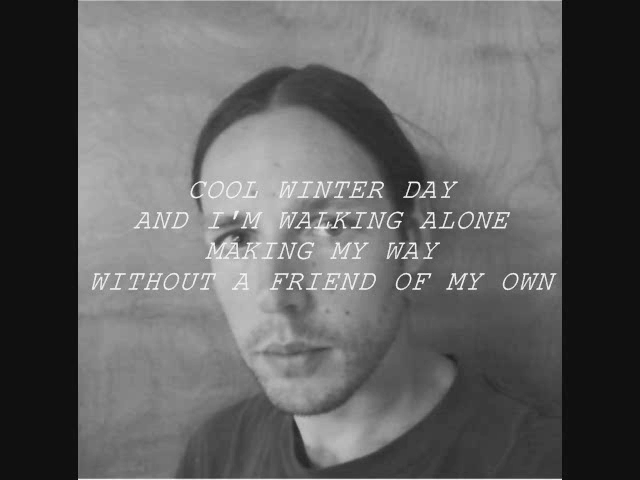 COOL WINTER DAY
AND I'M WALKING ALONE
MAKING MY WAY
WITHOUT A FRIEND OF MY OWN